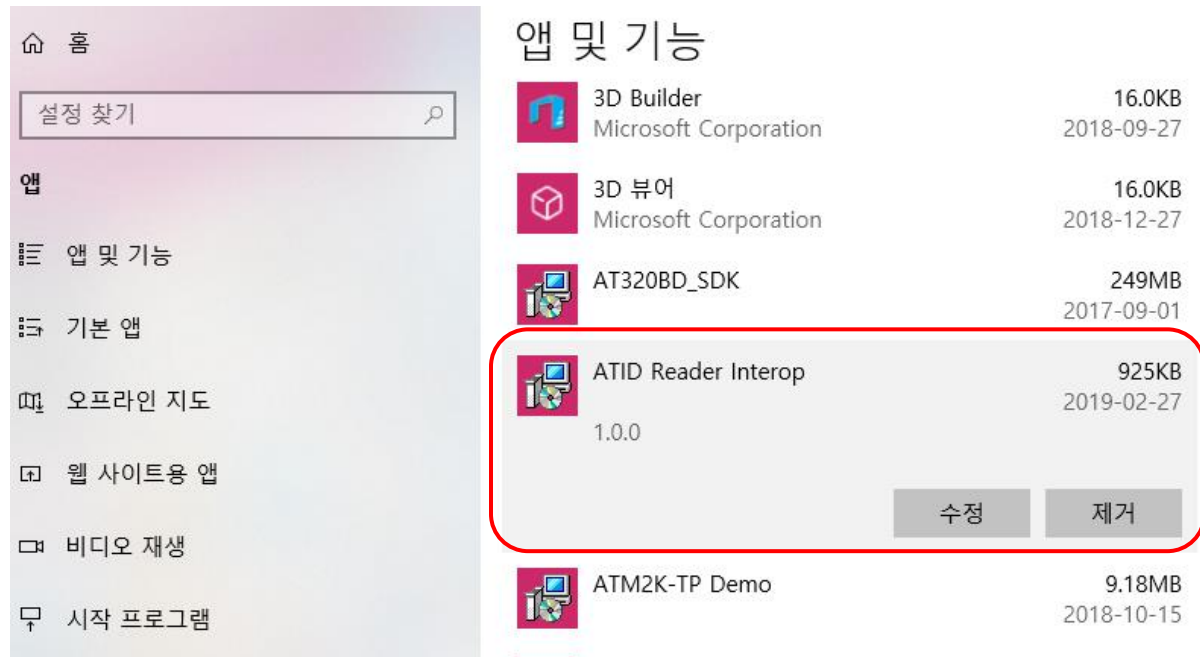 홈
설정 찾기
앱
앱 및 기능
기본 앱
오프라인 지도
웹 사이트용 앱
비디오 재생
시작 프로그램
앱 및 기능
3D Builder 16.0KB
Microsoft Corporation 2018-09-27
3D 뷰어 16.0KB
Microsoft Corporation 2018-12-27
AT320BD_SDK 249MB
2017-09-01
ATID Reader Interop 925KB
2019-02-27
1.0.0
수정 제거
ATM2K-TP Demo 9.18MB
2018-10-15